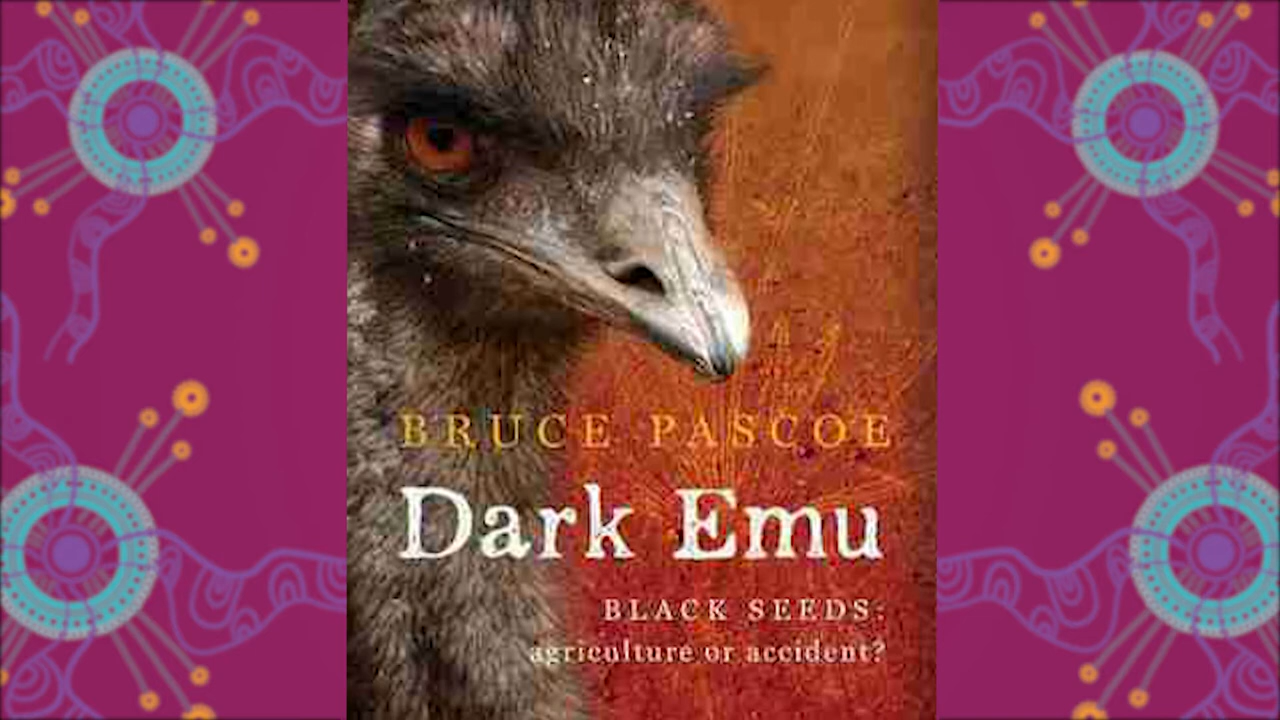 BRUCE PASCOE
Dark Emu
BLACK SEEDS:
agriculture or accident?